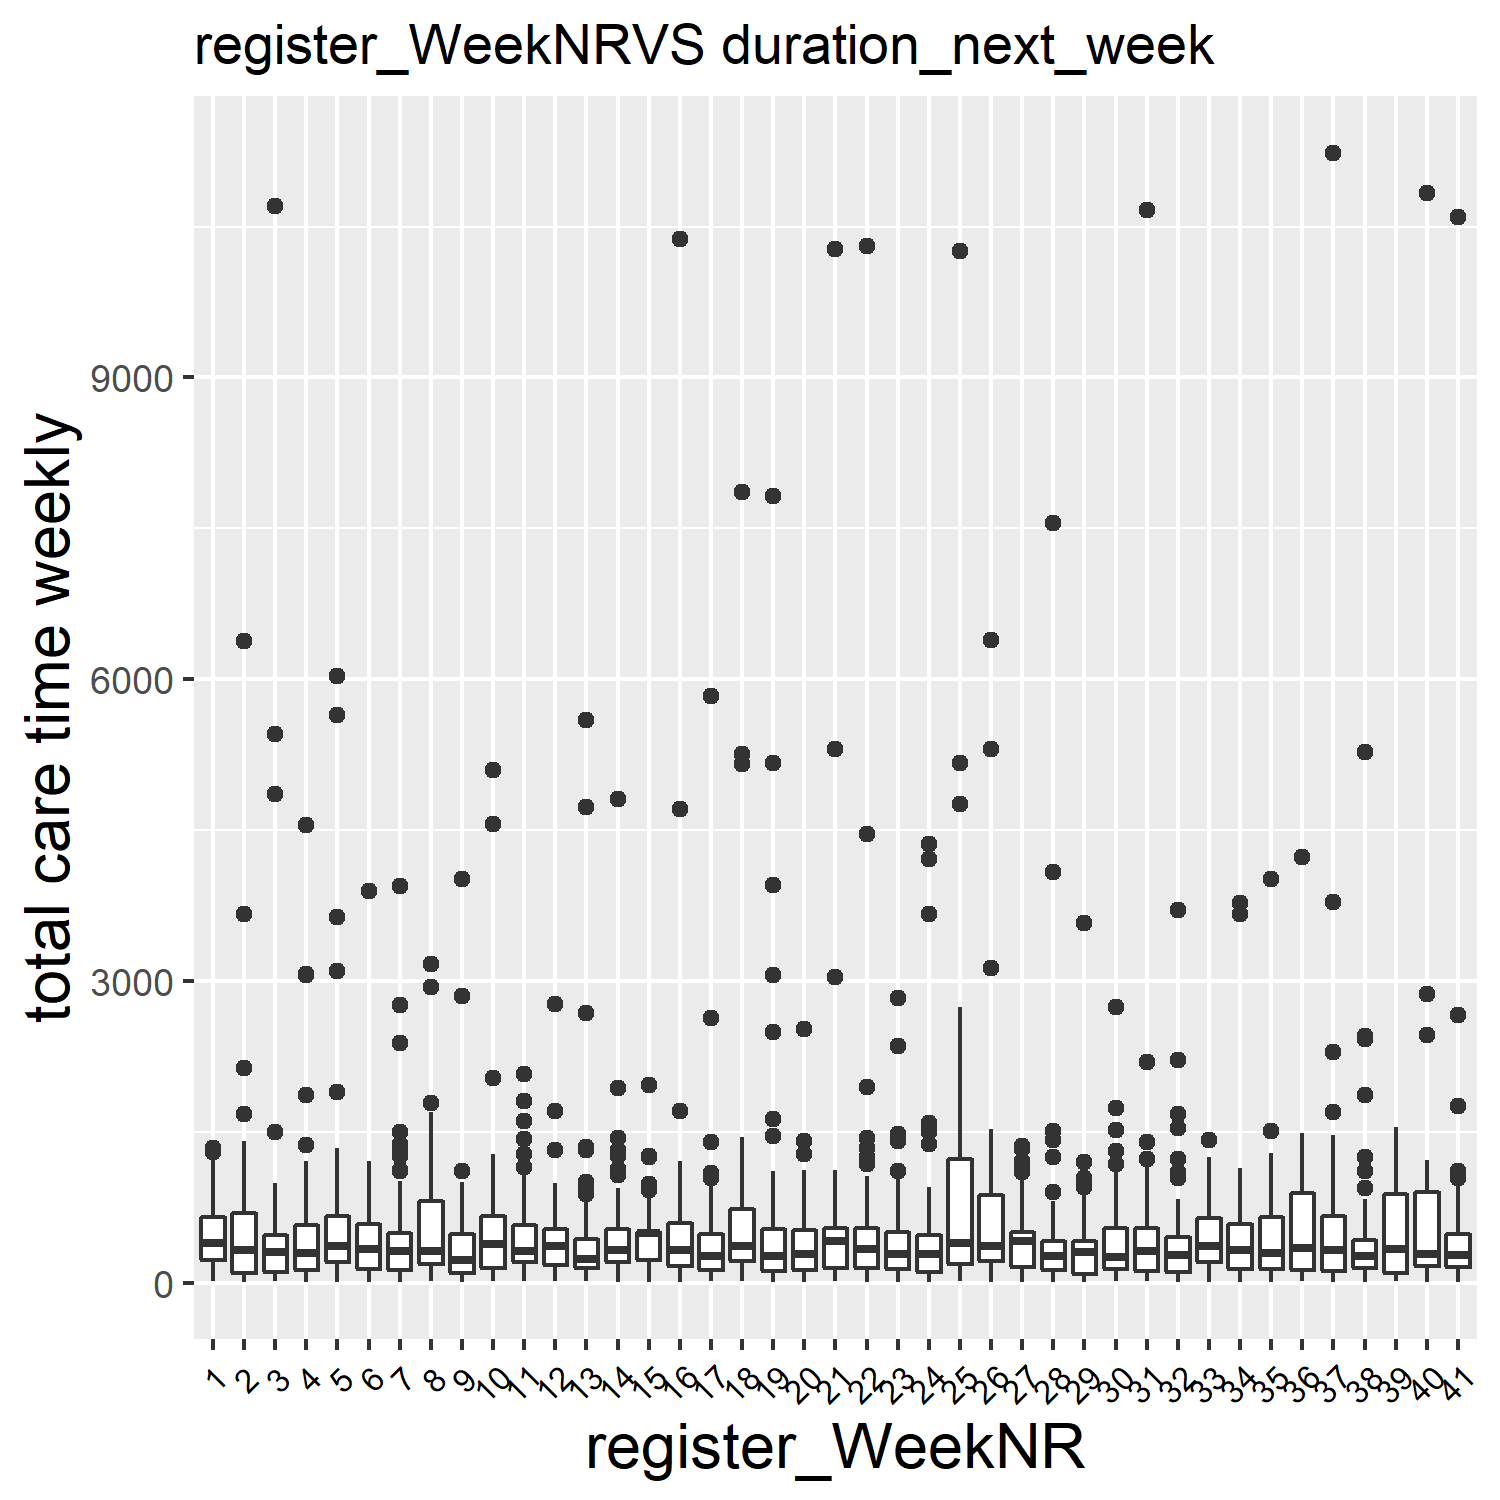 register_WeekNRVS duration_next_week
total care time weekly
9000
6000
3000
0
1 2 3 4 5 6 7 8 9 10 11 12 13 14 15 16 17 18 19 20 21 22 23 24 25 26 27 28 29 30 31 32 33 34 35 36 37 38 39 40 41
register_WeekNR